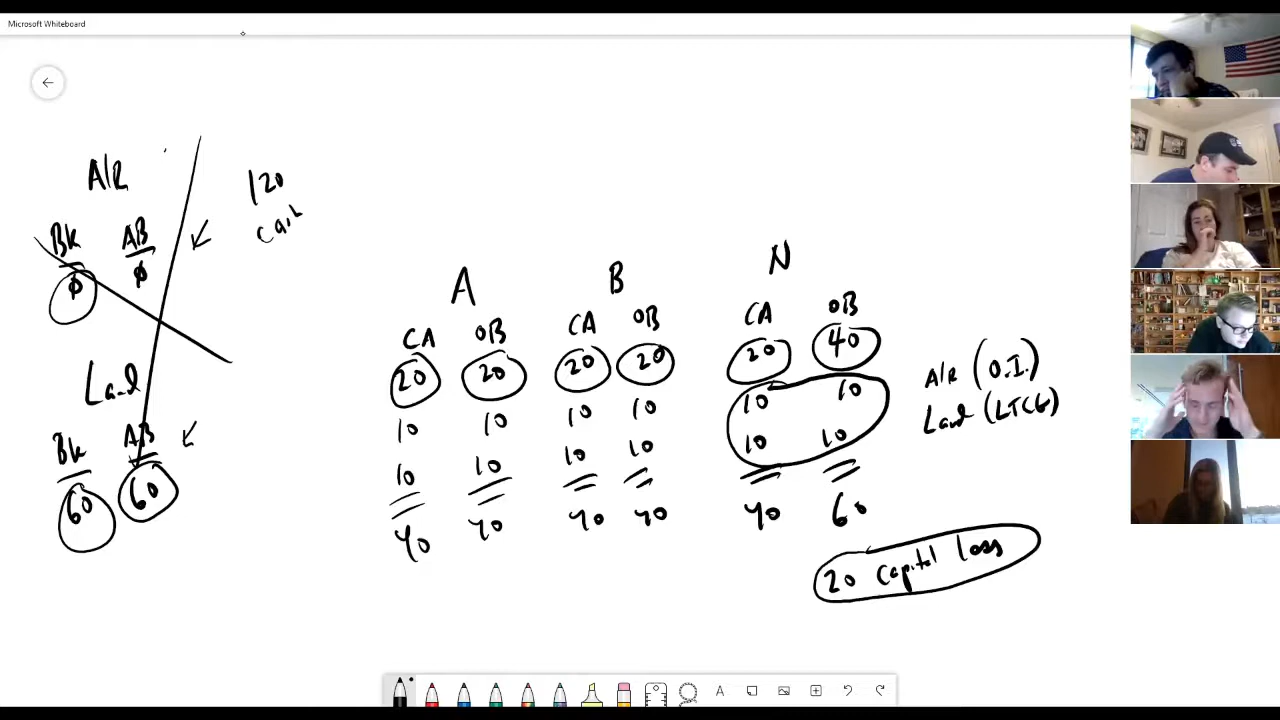 Microsoft Whiteboard
A/R
120
cash
Bk AB
φ φ
Land
Bk AB
60 60
A B N
CA OB CA OB CA OB
20 20 20 20 20 40
10 10 10 10 10 10
10 10 10 10 10 10
40 40 40 40 40 60
A/R (O.I.)
Land (LTCG)
20 capital loss
A